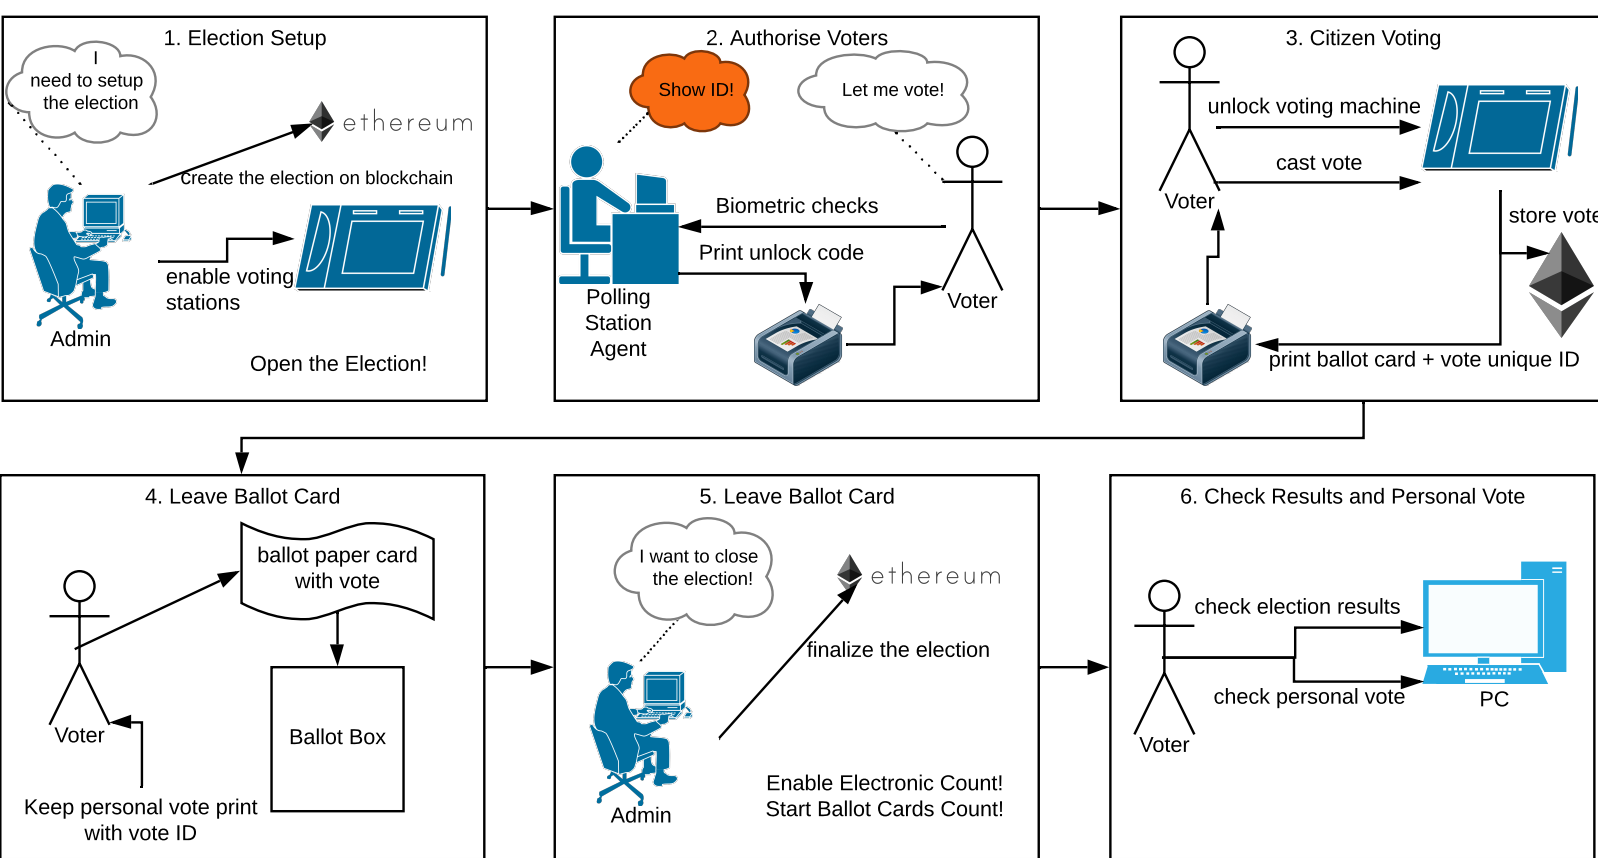 1. Election Setup
I
need to setup
the election
ethereum
create the election on blockchain
enable voting
stations
Admin
Open the Election!
2. Authorise Voters
Show ID!
Let me vote!
Biometric checks
Print unlock code
Polling
Station
Agent
Voter
3. Citizen Voting
unlock voting machine
cast vote
Voter
store vote
print ballot card + vote unique ID
4. Leave Ballot Card
ballot paper card
with vote
Voter
Ballot Box
Keep personal vote print
with vote ID
5. Leave Ballot Card
I want to close
the election!
ethereum
finalize the election
Admin
Enable Electronic Count!
Start Ballot Cards Count!
6. Check Results and Personal Vote
check election results
check personal vote
PC
Voter